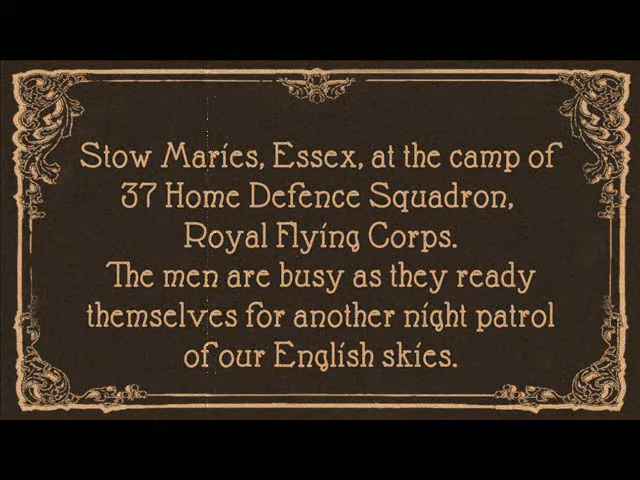 Stow Maries, Essex, at the camp of
37 Home Defence Squadron,
Royal Flying Corps.
The men are busy as they ready
themselves for another night patrol
of our English skies.